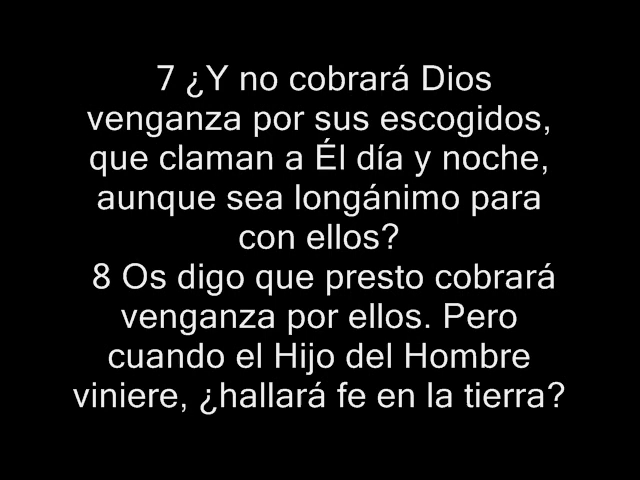 7 ¿Y no cobrará Dios
venganza por sus escogidos,
que claman a Él día y noche,
aunque sea longánimo para
con ellos?
8 Os digo que presto cobrará
venganza por ellos. Pero
cuando el Hijo del Hombre
viniere, ¿hallará fe en la tierra?